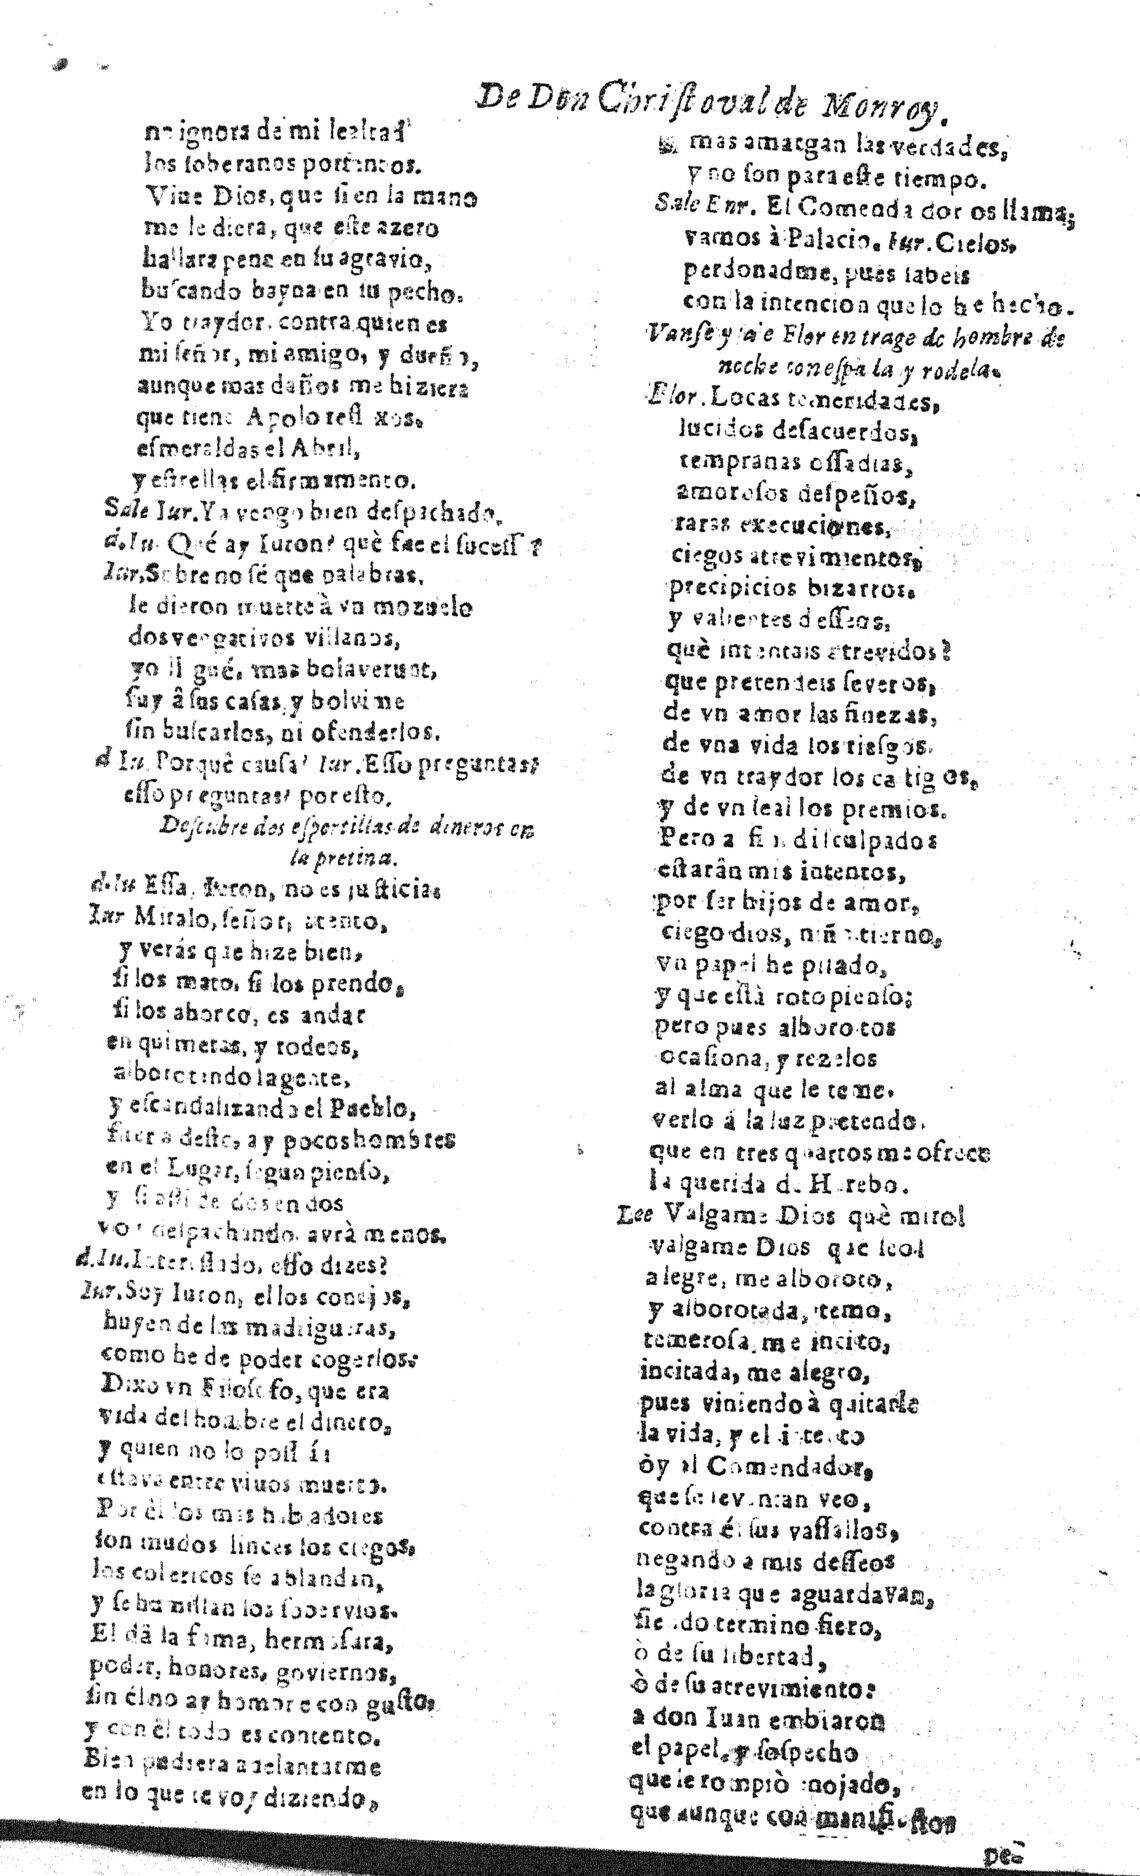 De Don Christoval de Monroy.
no ignora de mi lealtad
los soberanos portentos.
Viue Dios, que si en la mano
me le diera, que este azero
hallara pena en su agravio,
buscando bayna en su pecho.
Yo traydor, contra quien es
mi señor, mi amigo, y dueño,
aunque mas daños me hiziera
que tiene Apolo reflexos,
esmeraldas el Abril,
y estrellas el firmamento.
Sale Iur. Ya vengo bien despachado.
d.Iu. Qué ay Iuron? què fue el sucesso?
Iur. Sobre no sé que palabras,
le dieron muerte à vn mozuelo
dos vengativos villanos,
yo llegué, mas bolaverunt,
fuy â sus casas, y bolvime
sin buscarlos, ni ofenderlos.
d Iu. Porquè causa? Iur. Esso preguntas?
esso preguntas? por esto.
Descubre dos esportillas de dineros en
la pretina.
d.Iu Essa, Iuron, no es justicia:
Iur Miralo, señor, atento,
y verás que hize bien,
si los mato, si los prendo,
si los ahorco, es andar
en quimeras, y rodeos,
alborotando la gente,
y escandalizando el Pueblo,
fuera desto, ay pocos hombres
en el Lugar, segun pienso,
y si assi de dos en dos
voy despachando, avrà menos.
d.Iu. Interessado, esso dizes?
Iur. Soy Iuron, ellos conejos,
huyen de las madrigueras,
como he de poder cogerlos?
Dixo vn Filosofo, que era
vida del hombre el dinero,
y quien no lo posseìa
estava entre viuos muerto.
Por èl los mas habladores
son mudos linces los ciegos,
los colericos se ablandan,
y se humillan los sobervios.
El dâ la fama, hermosura,
poder, honores, goviernos,
sin él no ay hombre con gusto,
y con èl todo es contento.
Bien pudiera adelantarme
en lo que te voy diziendo,
mas amargan las verdades,
y no son para este tiempo.
Sale Enr. El Comendador os llama;
vamos à Palacio. Iur. Cielos,
perdonadme, pues sabeis
con la intencion que lo he hecho.
Vanse y sale Flor en trage de hombre de
noche con espada y rodela.
Flor. Locas temeridades,
lucidos desacuerdos,
tempranas ossadias,
amorosos despeños,
raras execuciones,
ciegos atrevimientos,
precipicios bizarros,
y valientes desseos,
què intentais atrevidos?
que pretendeis severos,
de vn amor las finezas,
de vna vida los riesgos,
de vn traydor los castigos,
y de vn leal los premios.
Pero a fin disculpados
estarân mis intentos,
por ser hijos de amor,
ciego dios, niño tierno,
vn papel he pisado,
y que està roto pienso;
pero pues alborotos
ocasiona, y rezelos
al alma que le teme,
verlo á la luz pretendo,
que en tres quartos me ofrece
la querida de Herebo.
Lee Valgame Dios què miro!
valgame Dios que leo!
alegre, me alboroto,
y alborotada, temo,
temerosa, me incito,
incitada, me alegro,
pues viniendo à quitarle
la vida, y el intento
òy al Comendador,
que se levantan veo,
contra él sus vassallos,
negando a mis desseos
la gloria que aguardavan,
siendo termino fiero,
ò de su libertad,
ò de su atrevimiento:
a don Iuan embiaron
el papel, y sospecho
que le rompiò enojado,
que aunque con manifiestos
pe-